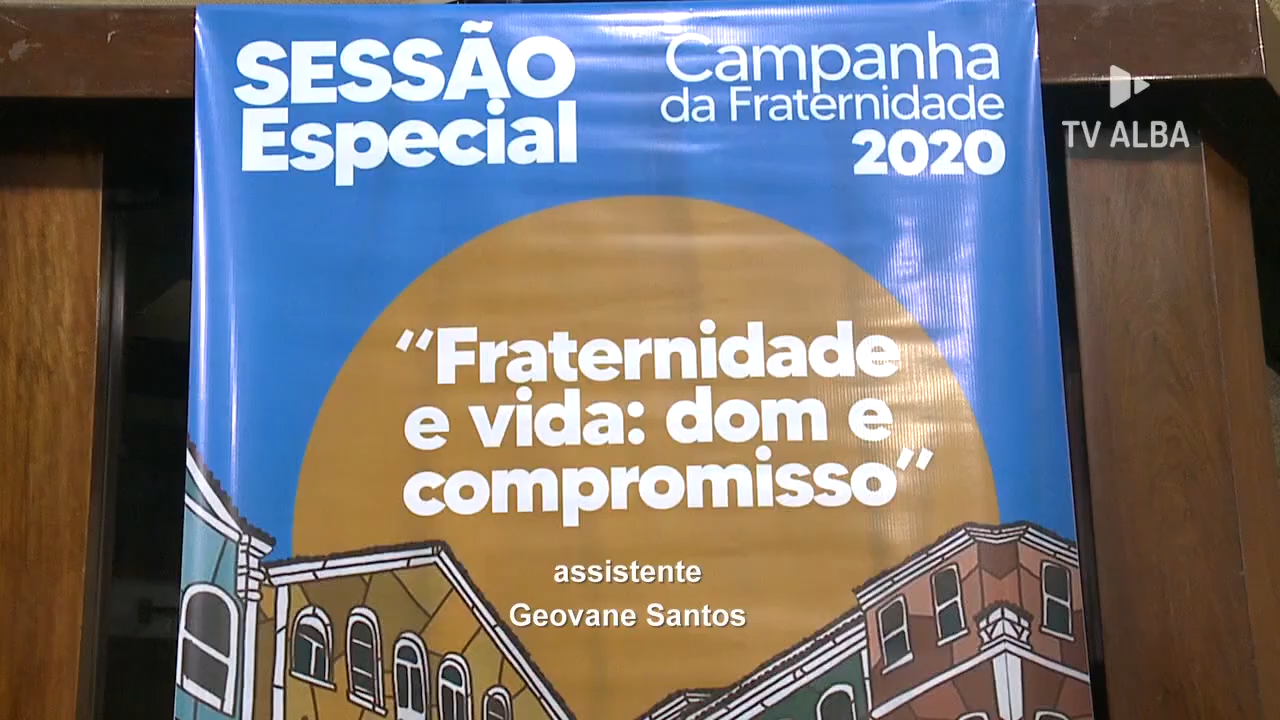 SESSÃO
Especial
Campanha
da Fraternidade
2020
TV ALBA
“Fraternidade
e vida: dom e
compromisso”
assistente
Geovane Santos